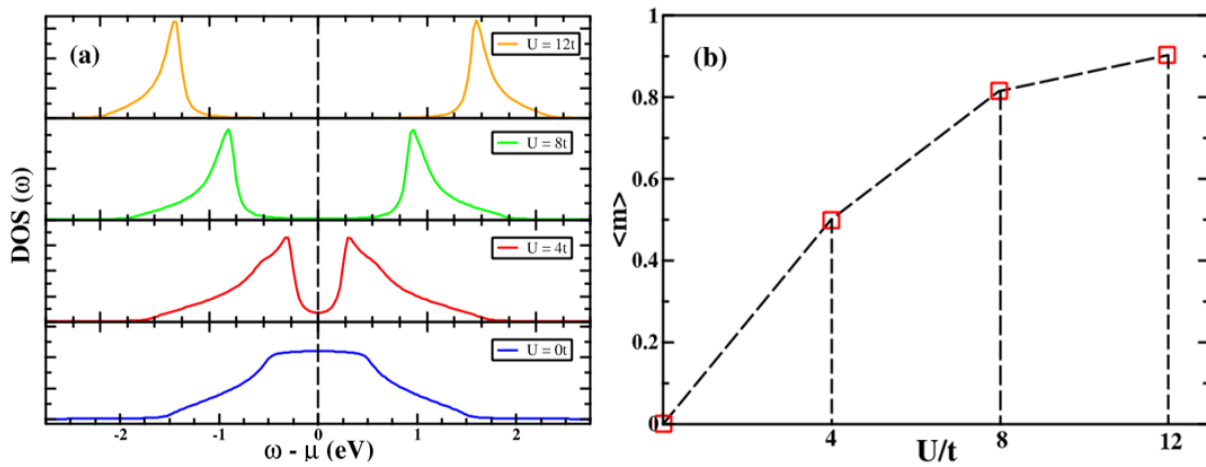 (a)
U = 12t
U = 8t
U = 4t
U = 0t
DOS (ω)
-2 -1 0 1 2
ω - μ (eV)
(b)
1
0.8
0.6
0.4
0.2
0
<m>
4 8 12
U/t